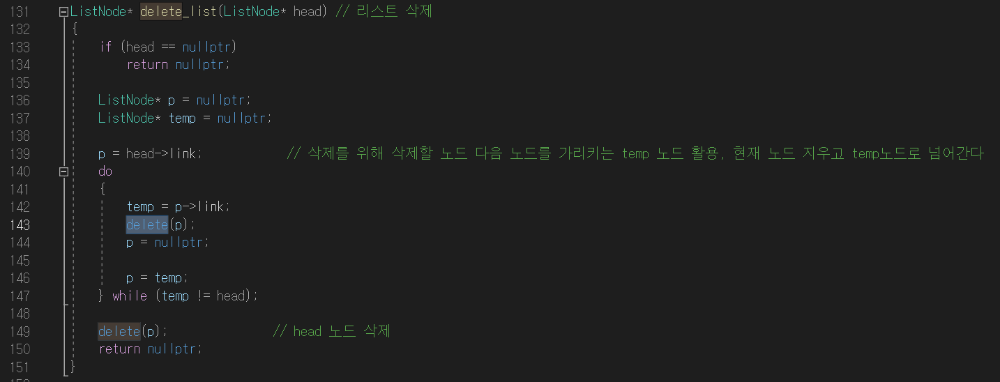 131 ListNode* delete_list(ListNode* head) // 리스트 삭제
132 {
133 if (head == nullptr)
134 return nullptr;
135
136 ListNode* p = nullptr;
137 ListNode* temp = nullptr;
138
139 p = head->link; // 삭제를 위해 삭제할 노드 다음 노드를 가리키는 temp 노드 활용, 현재 노드 지우고 temp노드로 넘어간다
140 do
141 {
142 temp = p->link;
143 delete(p);
144 p = nullptr;
145
146 p = temp;
147 } while (temp != head);
148
149 delete(p); // head 노드 삭제
150 return nullptr;
151 }